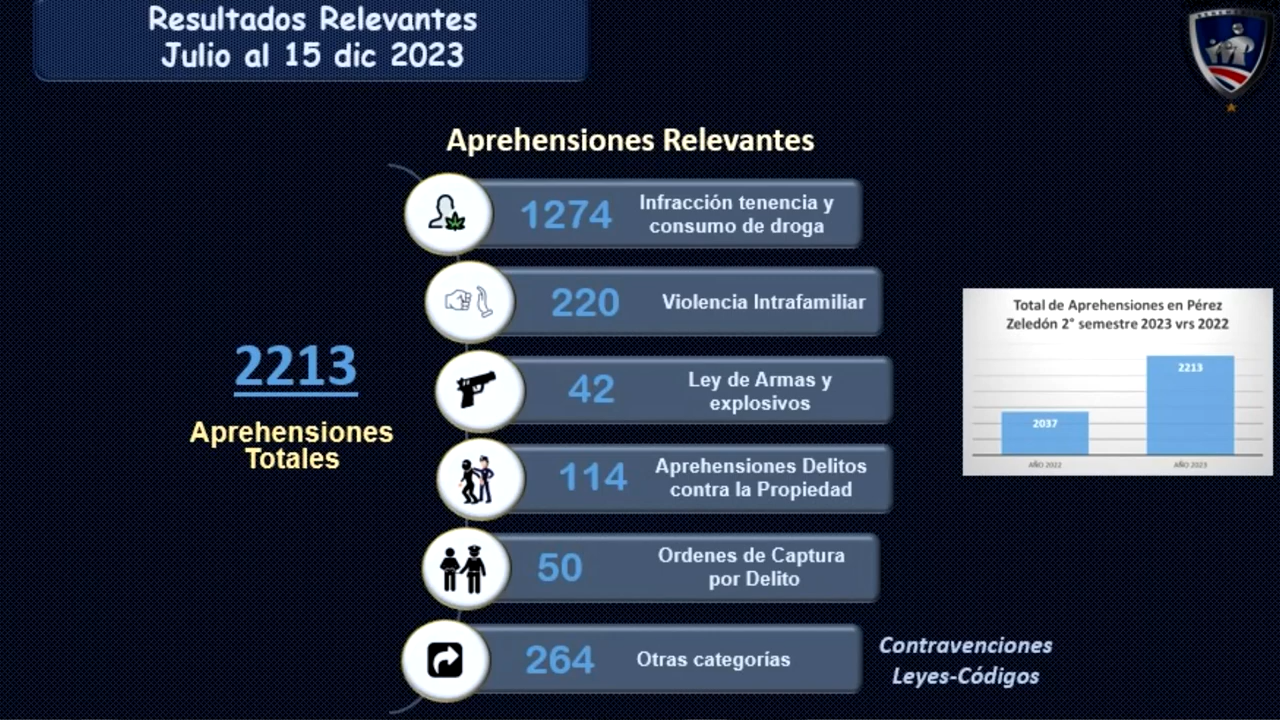 Resultados Relevantes
Julio al 15 dic 2023
Aprehensiones Relevantes
1274
Infracción tenencia y
consumo de droga
220
Violencia Intrafamiliar
42
Ley de Armas y
explosivos
114
Aprehensiones Delitos
contra la Propiedad
50
Ordenes de Captura
por Delito
264
Otras categorías
Contravenciones
Leyes-Códigos
2213
Aprehensiones
Totales
Total de Aprehensiones en Pérez
Zeledón 2° semestre 2023 vrs 2022
2037
2213
AÑO 2022
AÑO 2023